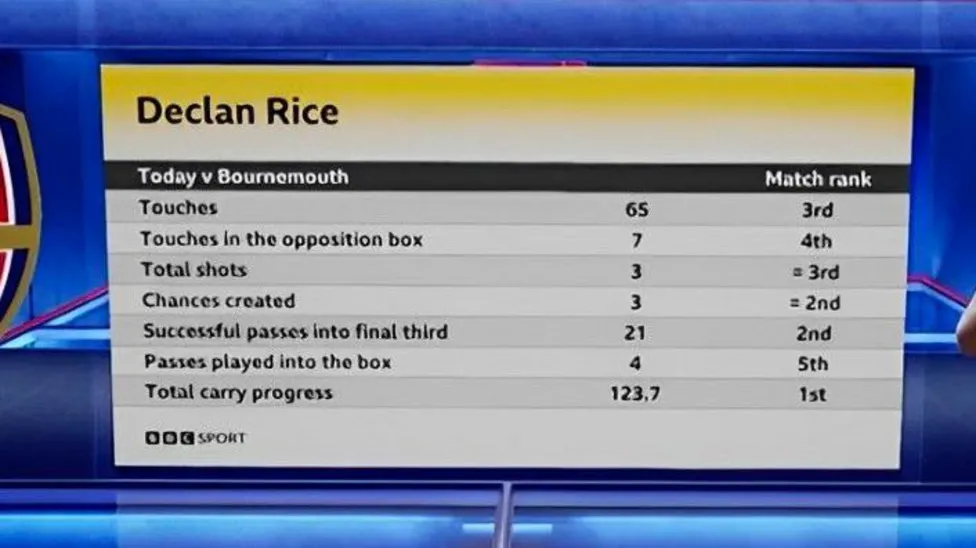 Declan Rice
Today v Bournemouth Match rank
Touches 65 3rd
Touches in the opposition box 7 4th
Total shots 3 = 3rd
Chances created 3 = 2nd
Successful passes into final third 21 2nd
Passes played into the box 4 5th
Total carry progress 123.7 1st
BBC SPORT